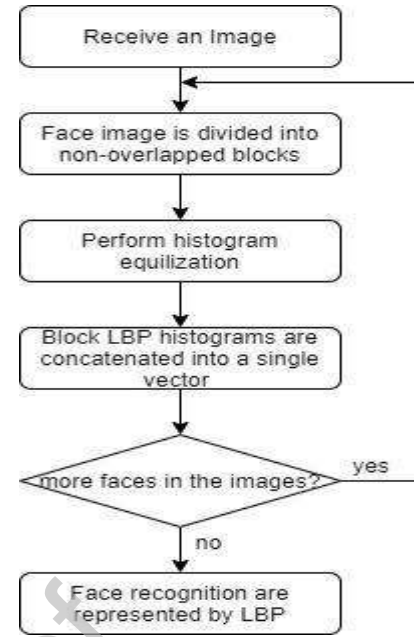 Receive an Image
Face image is divided into
non-overlapped blocks
Perform histogram
equilization
Block LBP histograms are
concatenated into a single
vector
more faces in the images?
yes
no
Face recognition are
represented by LBP